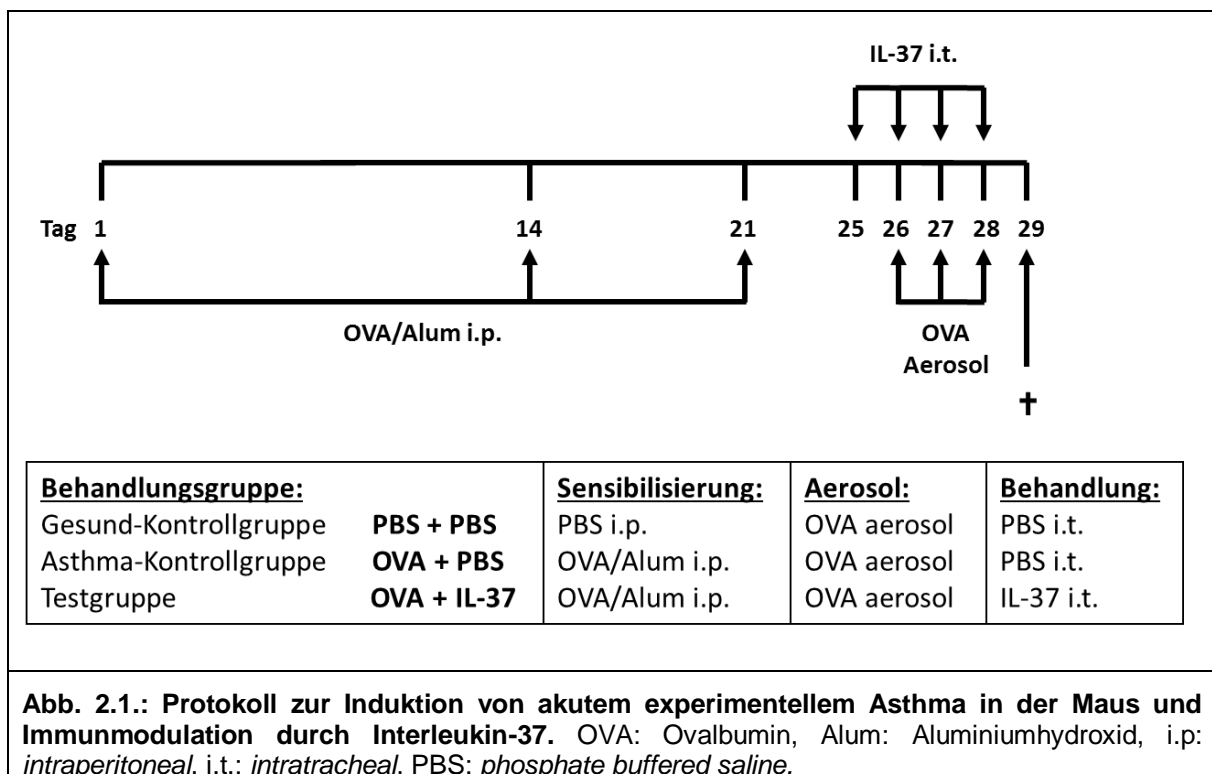 IL-37 i.t.
Tag 1 14 21 25 26 27 28 29
OVA/Alum i.p.
OVA
Aerosol
✝
Behandlungsgruppe: Sensibilisierung: Aerosol: Behandlung:
Gesund-Kontrollgruppe PBS + PBS PBS i.p. OVA aerosol PBS i.t.
Asthma-Kontrollgruppe OVA + PBS OVA/Alum i.p. OVA aerosol PBS i.t.
Testgruppe OVA + IL-37 OVA/Alum i.p. OVA aerosol IL-37 i.t.
Abb. 2.1.: Protokoll zur Induktion von akutem experimentellem Asthma in der Maus und
Immunmodulation durch Interleukin-37. OVA: Ovalbumin, Alum: Aluminiumhydroxid, i.p:
intraperitoneal, i.t.: intratracheal, PBS: phosphate buffered saline.